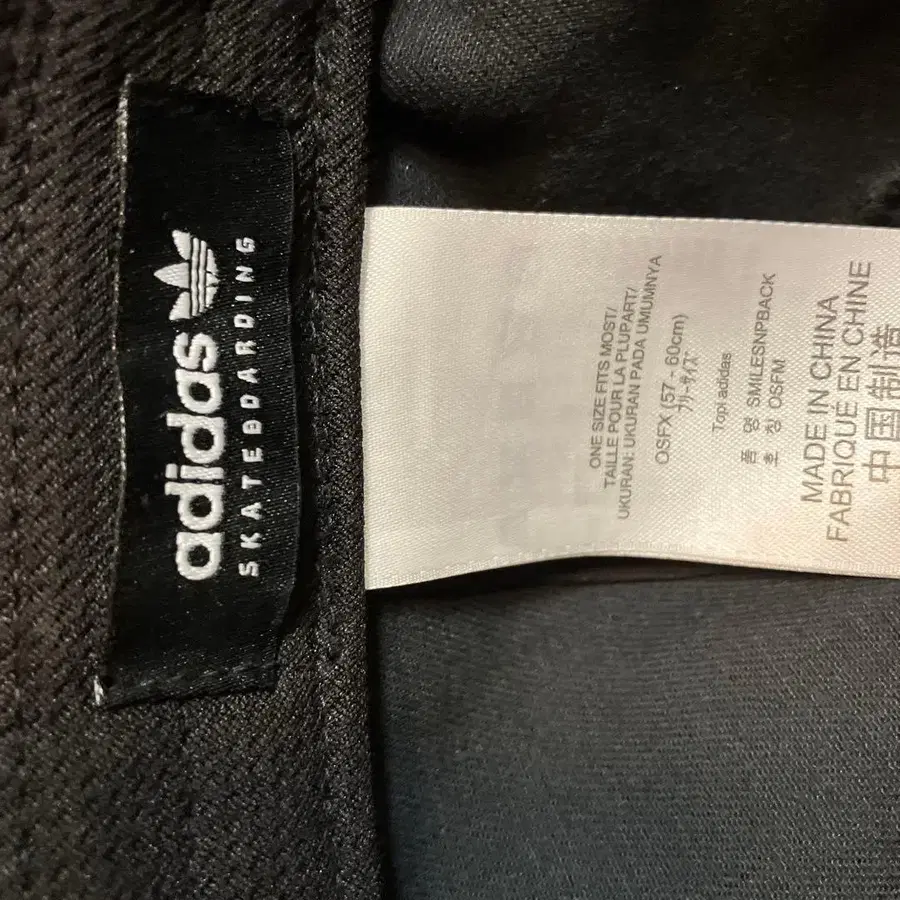 adidas
SKATEBOARDING
ONE SIZE FITS MOST/
TAILLE POUR LA PLUPART/
UKURAN: UKURAN PADA UMUMNYA
OSFX (57 - 60cm)
フリーサイズ
Topi adidas
품 명 SMILESNPBACK
호 칭 OSFM
MADE IN CHINA
FABRIQUÉ EN CHINE
中国制造